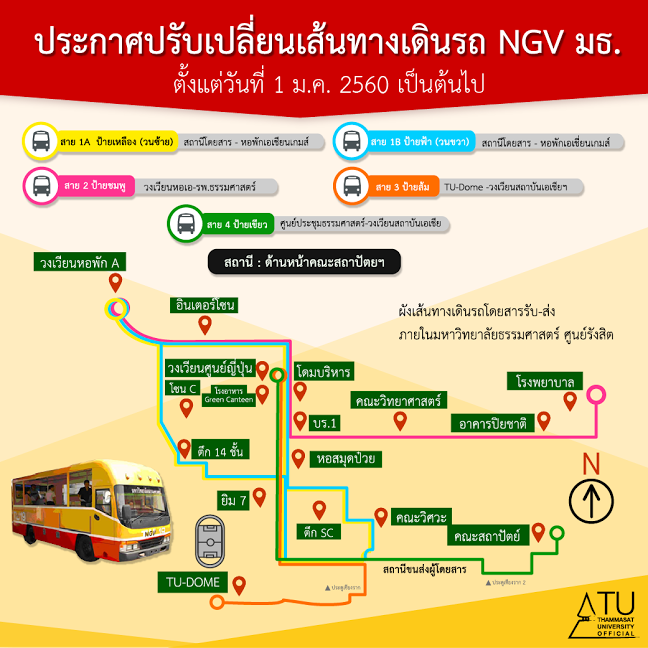 ประกาศปรับเปลี่ยนเส้นทางเดินรถ NGV มธ.
ตั้งแต่วันที่ 1 ม.ค. 2560 เป็นต้นไป
สาย 1A ป้ายเหลือง (วนซ้าย)
สถานีโดยสาร - หอพักเอเชียนเกมส์
สาย 1B ป้ายฟ้า (วนขวา)
สถานีโดยสาร - หอพักเอเชี่ยนเกมส์
สาย 2 ป้ายชมพู
วงเวียนหอเอ-รพ.ธรรมศาสตร์
สาย 3 ป้ายส้ม
TU-Dome -วงเวียนสถาบันเอเชียฯ
สาย 4 ป้ายเขียว
ศูนย์ประชุมธรรมศาสตร์-วงเวียนสถาบันเอเชีย
สถานี : ด้านหน้าคณะสถาปัตยฯ
วงเวียนหอพัก A
อินเตอร์โซน
ผังเส้นทางเดินรถโดยสารรับ-ส่ง
ภายในมหาวิทยาลัยธรรมศาสตร์ ศูนย์รังสิต
วงเวียนศูนย์ญี่ปุ่น
โดมบริหาร
โซน C
โรงอาหาร
Green Canteen
โรงพยาบาล
คณะวิทยาศาสตร์
บร.1
อาคารปิยชาติ
ตึก 14 ชั้น
หอสมุดป๋วย
N
ยิม 7
คณะวิศวะ
ตึก SC
คณะสถาปัตย์
NGV
สถานีขนส่งผู้โดยสาร
TU-DOME
ประตูเชียงราก
ประตูเชียงราก 2
ATU
THAMMASAT
UNIVERSITY
OFFICIAL